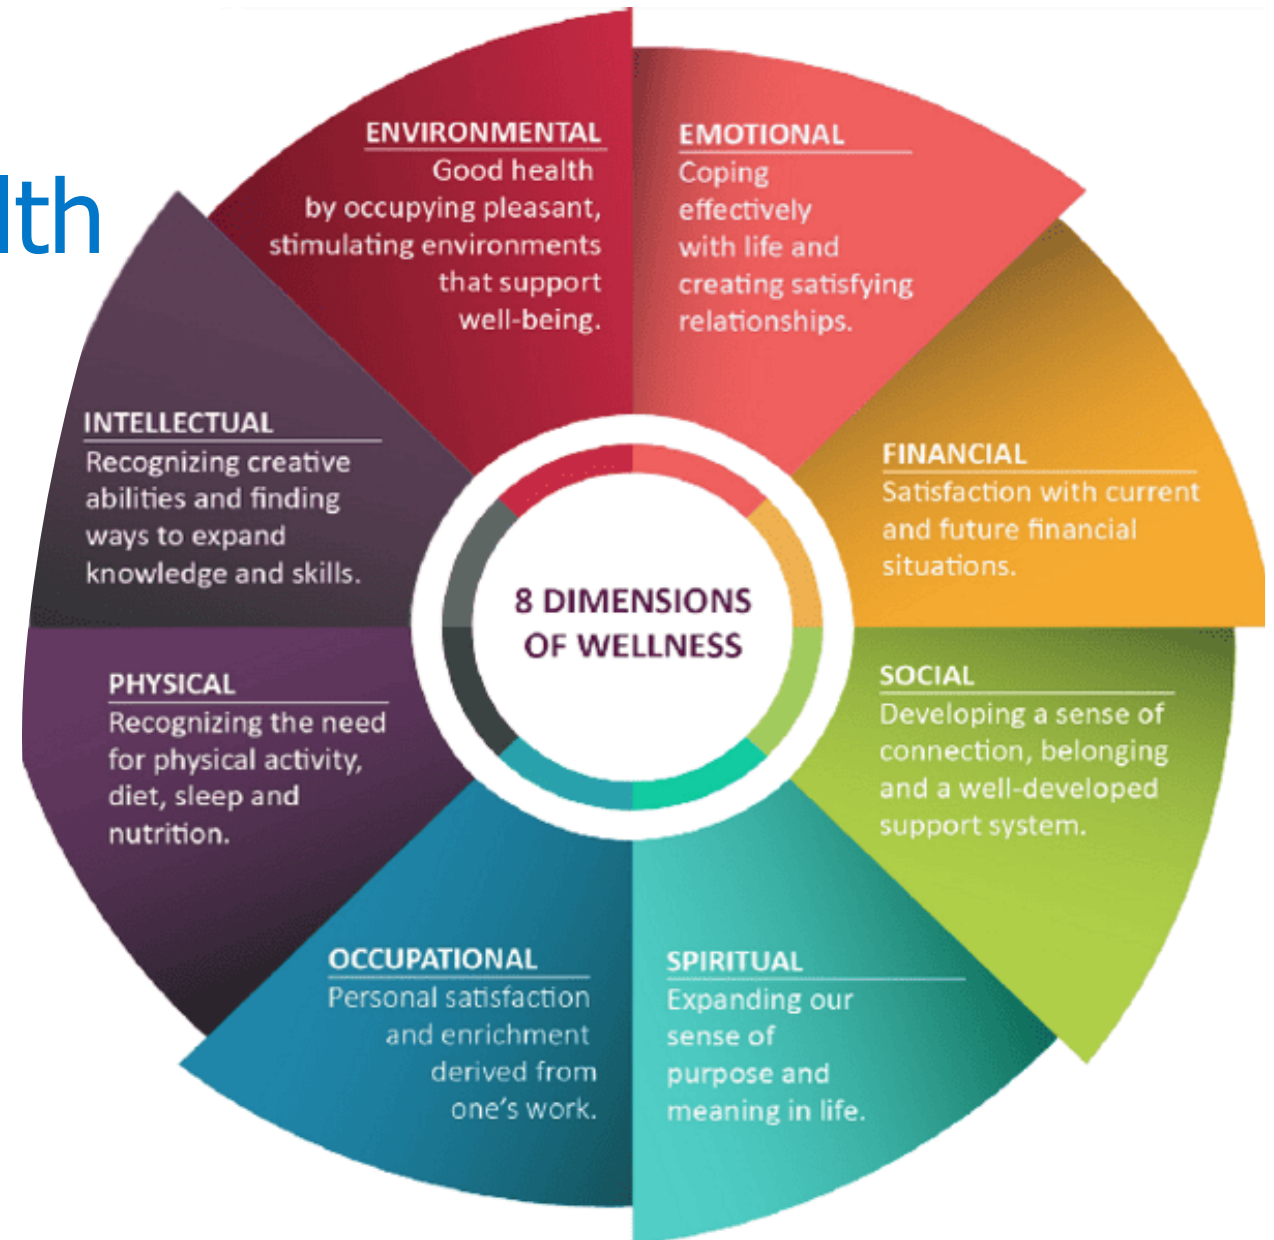 lth
ENVIRONMENTAL
Good health
by occupying pleasant,
stimulating environments
that support
well-being.
EMOTIONAL
Coping
effectively
with life and
creating satisfying
relationships.
FINANCIAL
Satisfaction with current
and future financial
situations.
SOCIAL
Developing a sense of
connection, belonging
and a well-developed
support system.
SPIRITUAL
Expanding our
sense of
purpose and
meaning in life.
OCCUPATIONAL
Personal satisfaction
and enrichment
derived from
one's work.
PHYSICAL
Recognizing the need
for physical activity,
diet, sleep and
nutrition.
INTELLECTUAL
Recognizing creative
abilities and finding
ways to expand
knowledge and skills.
8 DIMENSIONS
OF WELLNESS